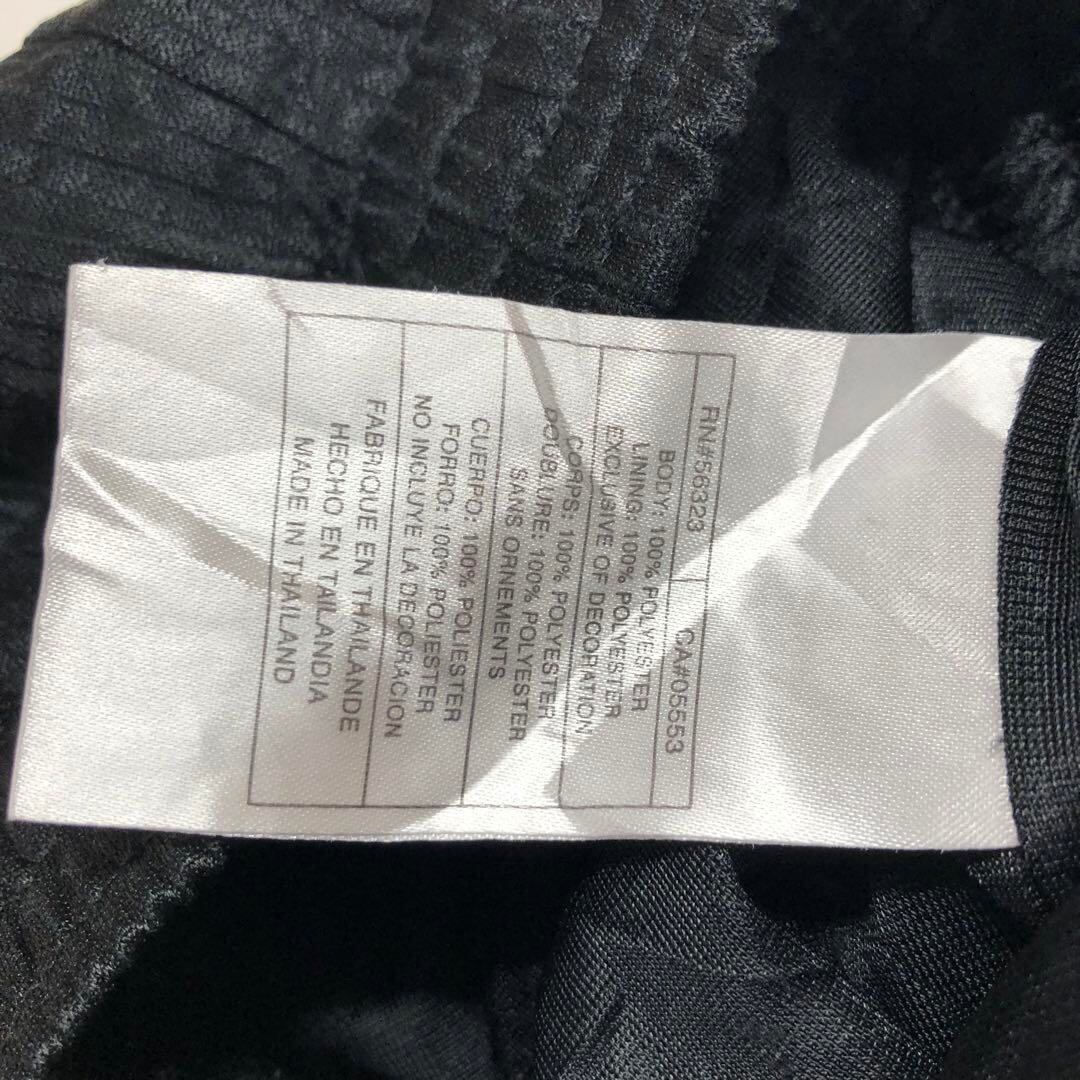 RN#56323 CA#05553
BODY: 100% POLYESTER
LINING: 100% POLYESTER
EXCLUSIVE OF DECORATION
CORPS: 100% POLYESTER
DOUBLURE: 100% POLYESTER
SANS ORNEMENTS
CUERPO: 100% POLIESTER
FORRO: 100% POLIESTER
NO INCLUYE LA DECORACION
FABRIQUE EN THAILANDE
HECHO EN TAILANDIA
MADE IN THAILAND